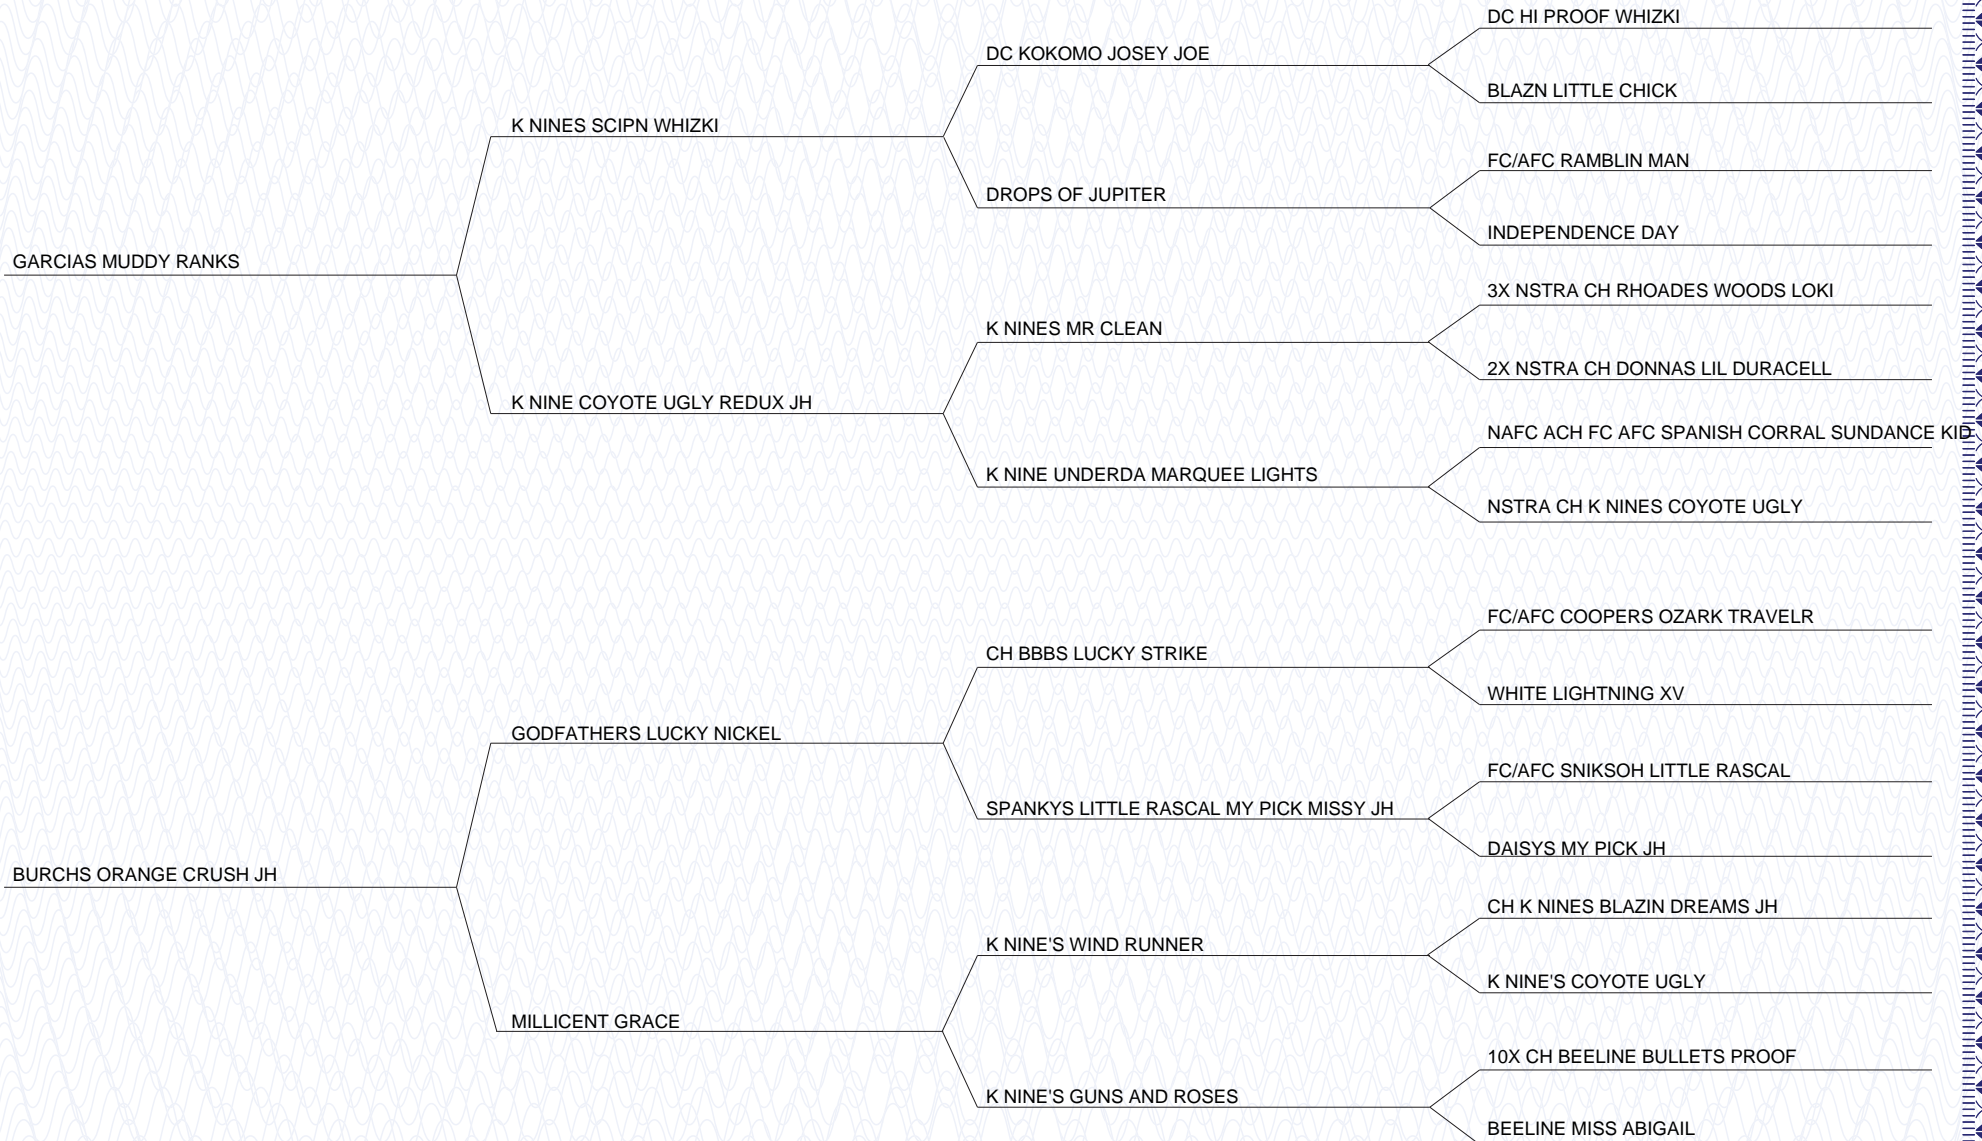 DC HI PROOF WHIZKI
DC KOKOMO JOSEY JOE
BLAZN LITTLE CHICK
K NINES SCIPN WHIZKI
FC/AFC RAMBLIN MAN
DROPS OF JUPITER
INDEPENDENCE DAY
GARCIAS MUDDY RANKS
3X NSTRA CH RHOADES WOODS LOKI
K NINES MR CLEAN
2X NSTRA CH DONNAS LIL DURACELL
K NINE COYOTE UGLY REDUX JH
NAFC ACH FC AFC SPANISH CORRAL SUNDANCE KID
K NINE UNDERDA MARQUEE LIGHTS
NSTRA CH K NINES COYOTE UGLY
FC/AFC COOPERS OZARK TRAVELR
CH BBBS LUCKY STRIKE
WHITE LIGHTNING XV
GODFATHERS LUCKY NICKEL
FC/AFC SNIKSOH LITTLE RASCAL
SPANKYS LITTLE RASCAL MY PICK MISSY JH
DAISYS MY PICK JH
BURCHS ORANGE CRUSH JH
CH K NINES BLAZIN DREAMS JH
K NINE'S WIND RUNNER
K NINE'S COYOTE UGLY
MILLICENT GRACE
10X CH BEELINE BULLETS PROOF
K NINE'S GUNS AND ROSES
BEELINE MISS ABIGAIL